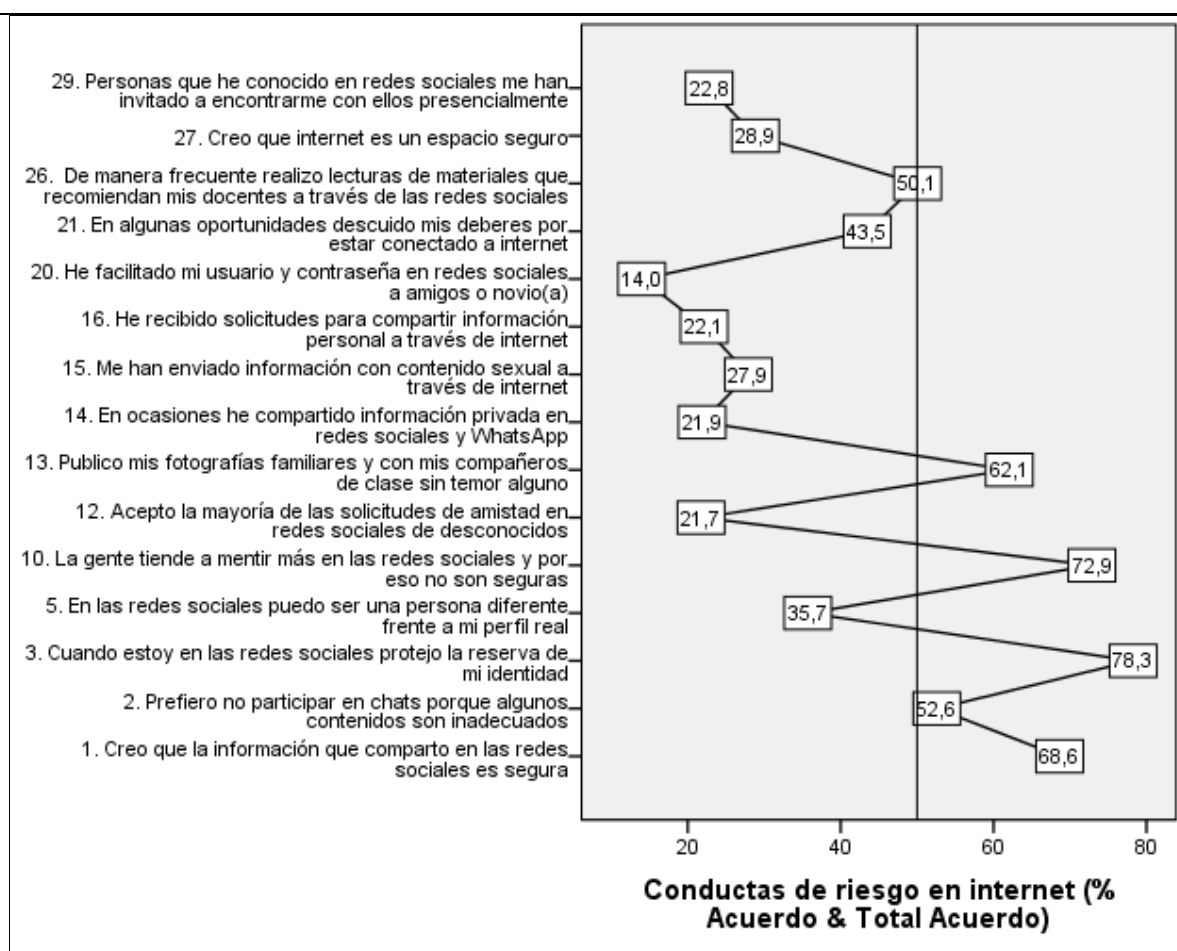 29. Personas que he conocido en redes sociales me han
invitado a encontrarme con ellos presencialmente
22,8
27. Creo que internet es un espacio seguro
28,9
26.  De manera frecuente realizo lecturas de materiales que
recomiendan mis docentes a través de las redes sociales
50,1
21. En algunas oportunidades descuido mis deberes por
estar conectado a internet
43,5
20. He facilitado mi usuario y contraseña en redes sociales
a amigos o novio(a)
14,0
16. He recibido solicitudes para compartir información
personal a través de internet
22,1
15. Me han enviado información con contenido sexual a
través de internet
27,9
14. En ocasiones he compartido información privada en
redes sociales y WhatsApp
21,9
13. Publico mis fotografías familiares y con mis compañeros
de clase sin temor alguno
62,1
12. Acepto la mayoría de las solicitudes de amistad en
redes sociales de desconocidos
21,7
10. La gente tiende a mentir más en las redes sociales y por
eso no son seguras
72,9
5. En las redes sociales puedo ser una persona diferente
frente a mi perfil real
35,7
3. Cuando estoy en las redes sociales protejo la reserva de
mi identidad
78,3
2. Prefiero no participar en chats porque algunos
contenidos son inadecuados
52,6
1. Creo que la información que comparto en las redes
sociales es segura
68,6
20 40 60 80
Conductas de riesgo en internet (%
Acuerdo & Total Acuerdo)